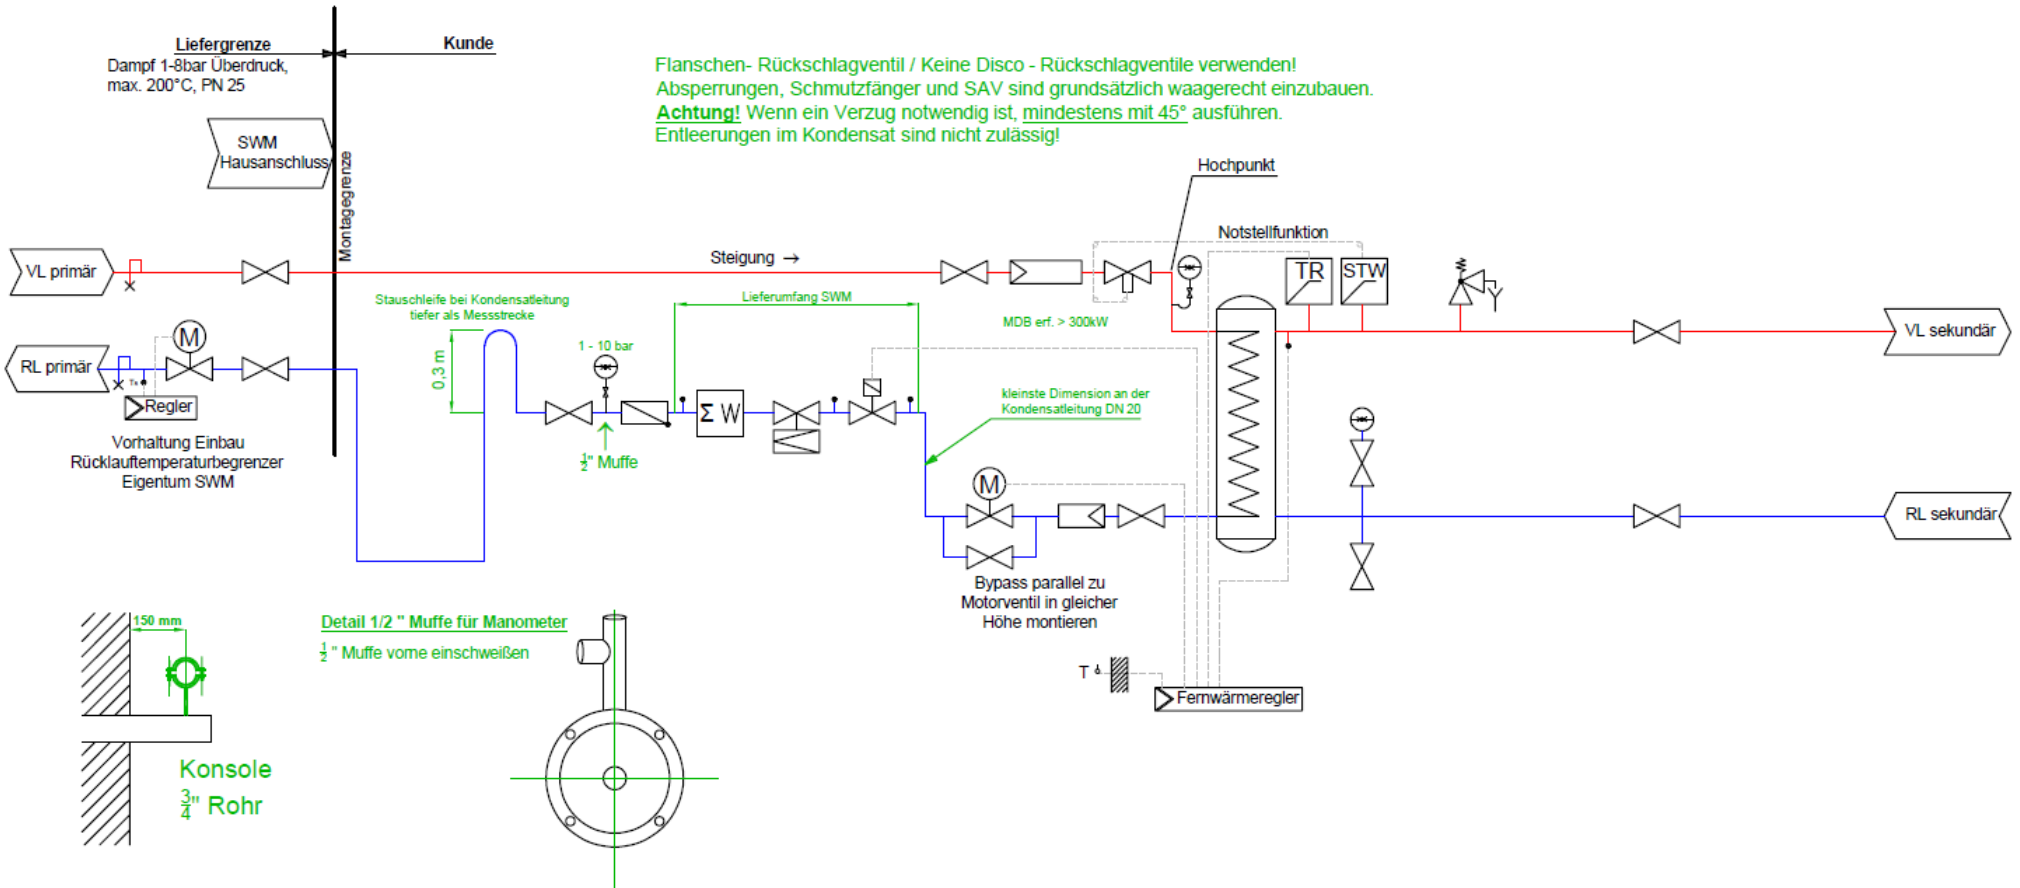 Liefergrenze
Kunde
Dampf 1-8bar Überdruck,
max. 200°C, PN 25
SWM
Hausanschluss
Montagegrenze
Flanschen- Rückschlagventil / Keine Disco - Rückschlagventile verwenden!
Absperrungen, Schmutzfänger und SAV sind grundsätzlich waagerecht einzubauen.
Achtung! Wenn ein Verzug notwendig ist, mindestens mit 45° ausführen.
Entleerungen im Kondensat sind nicht zulässig!
Hochpunkt
Notstellfunktion
VL primär
Steigung →
TR
STW
Stauschleife bei Kondensatleitung
tiefer als Messstrecke
Lieferumfang SWM
MDB erf. > 300kW
VL sekundär
M
RL primär
0,3 m
1 - 10 bar
Regler
Σ W
kleinste Dimension an der
Kondensatleitung DN 20
Vorhaltung Einbau
Rücklauftemperaturbegrenzer
Eigentum SWM
1/2" Muffe
M
RL sekundär
Bypass parallel zu
Motorventil in gleicher
Höhe montieren
150 mm
Detail 1/2 " Muffe für Manometer
1/2 " Muffe vorne einschweißen
T
Fernwärmeregler
Konsole
3/4" Rohr